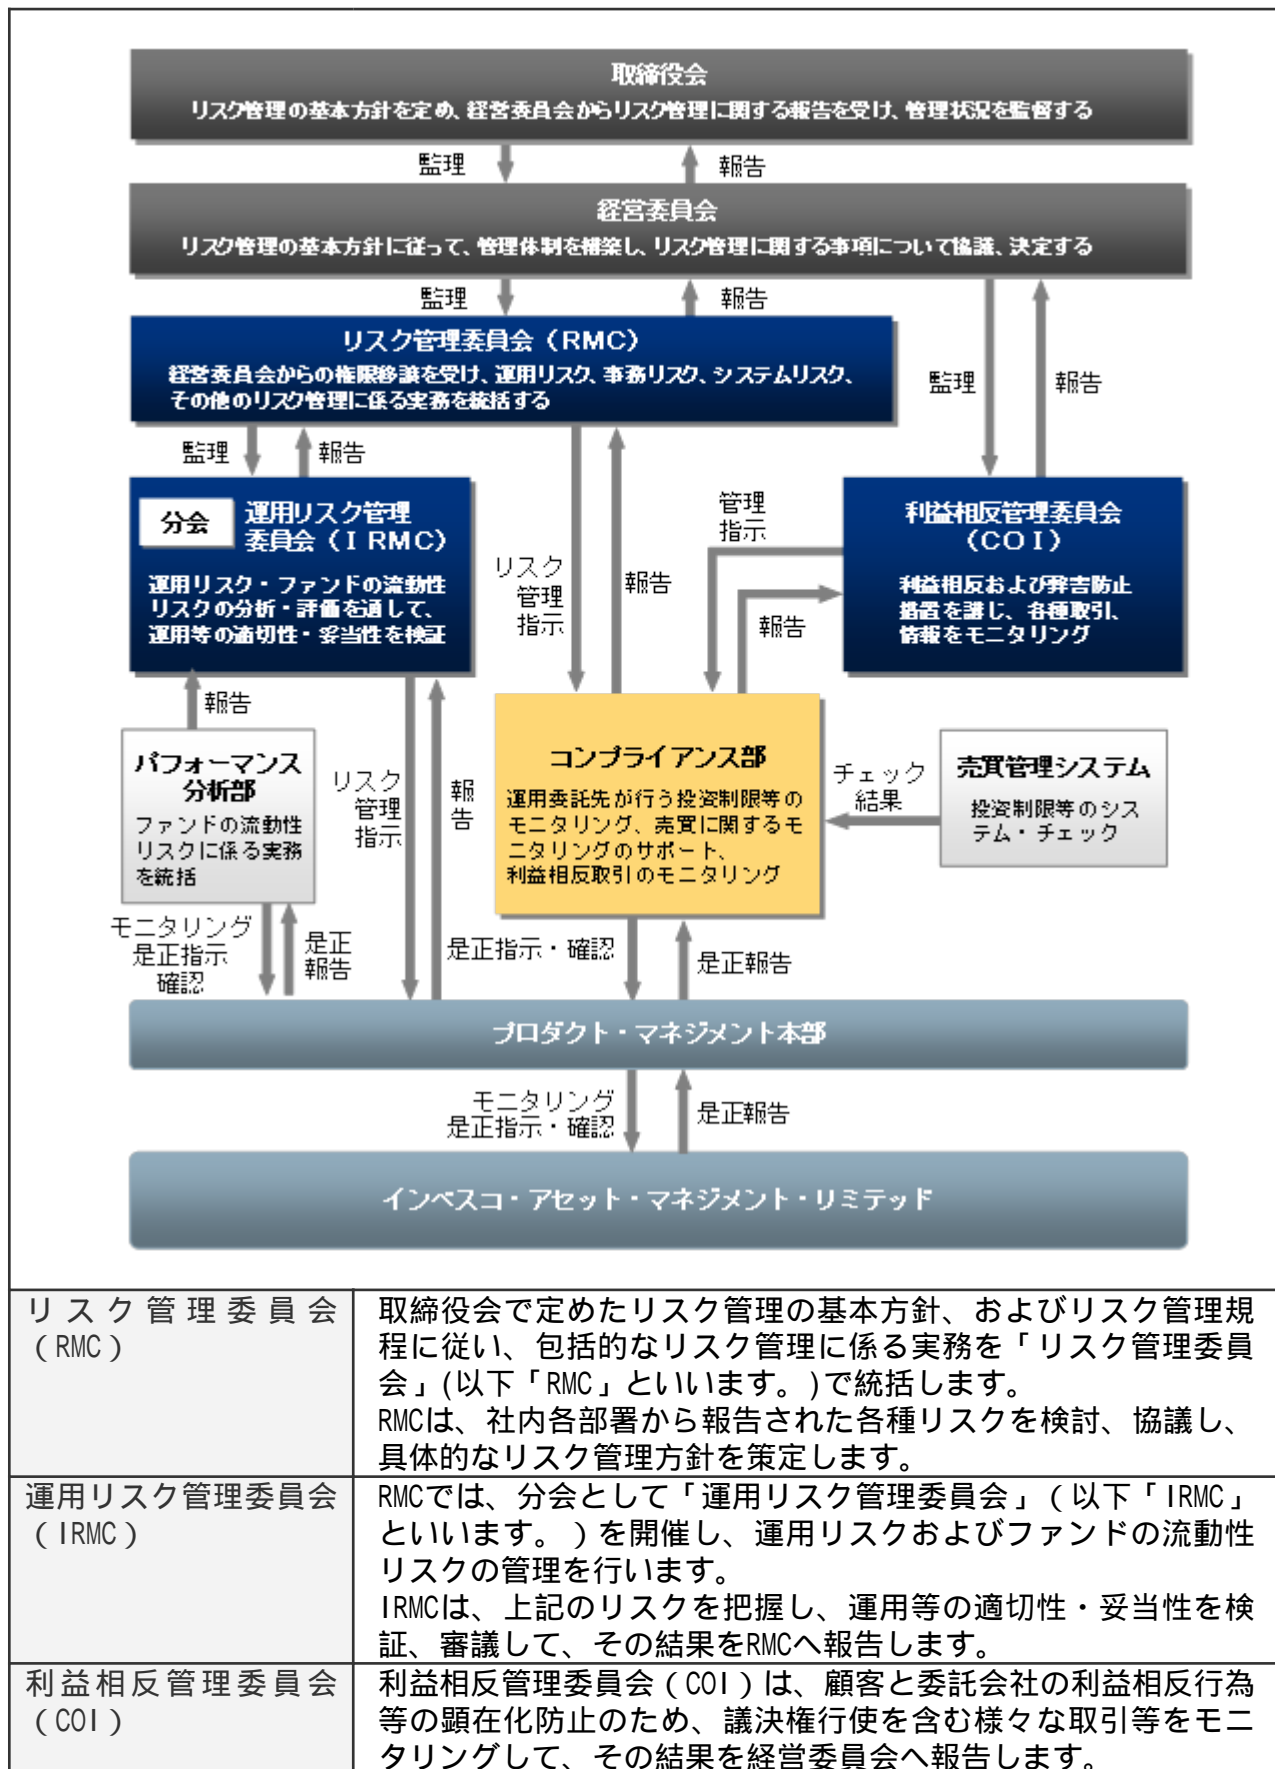 取締役会
リスク管理の基本方針を定め、経営委員会からリスク管理に関する報告を受け、管理状況を監督する
監理
報告
経営委員会
リスク管理の基本方針に従って、管理体制を構築し、リスク管理に関する事項について協議、決定する
監理
報告
リスク管理委員会（RMC）
経営委員会からの権限移譲を受け、運用リスク、事務リスク、システムリスク、
その他のリスク管理に係る実務を統括する
監理
報告
監理
報告
分会
運用リスク管理
委員会（IRMC）
運用リスク・ファンドの流動性
リスクの分析・評価を通して、
運用等の適切性・妥当性を検証
リスク
管理
指示
報告
管理
指示
報告
利益相反管理委員会
（COI）
利益相反および弊害防止
措置を講じ、各種取引、
情報をモニタリング
報告
パフォーマンス
分析部
ファンドの流動性
リスクに係る実務
を統括
リスク
管理
指示
報
告
コンプライアンス部
運用委託先が行う投資制限等の
モニタリング、売買に関するモ
ニタリングのサポート、
利益相反取引のモニタリング
チェック
結果
売買管理システム
投資制限等のシス
テム・チェック
モニタリング
是正指示
確認
是正
報告
是正指示・確認
是正報告
プロダクト・マネジメント本部
モニタリング
是正指示・確認
是正報告
インベスコ・アセット・マネジメント・リミテッド
リスク管理委員会
（RMC）
取締役会で定めたリスク管理の基本方針、およびリスク管理規
程に従い、包括的なリスク管理に係る実務を「リスク管理委員
会」(以下「RMC」といいます。)で統括します。
RMCは、社内各部署から報告された各種リスクを検討、協議し、
具体的なリスク管理方針を策定します。
運用リスク管理委員会
（IRMC）
RMCでは、分会として「運用リスク管理委員会」（以下「IRMC」
といいます。）を開催し、運用リスクおよびファンドの流動性
リスクの管理を行います。
IRMCは、上記のリスクを把握し、運用等の適切性・妥当性を検
証、審議して、その結果をRMCへ報告します。
利益相反管理委員会
（COI）
利益相反管理委員会（COI）は、顧客と委託会社の利益相反行為
等の顕在化防止のため、議決権行使を含む様々な取引等をモニ
タリングして、その結果を経営委員会へ報告します。